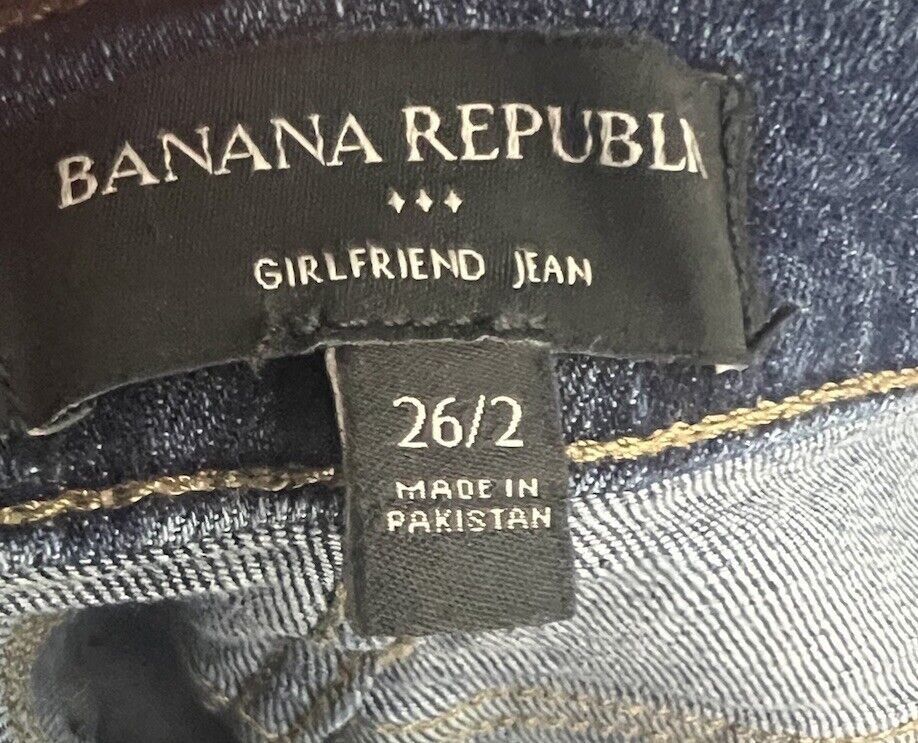 BANANA REPUBLI
GIRLFRIEND JEAN
26/2
MADE IN
PAKISTAN